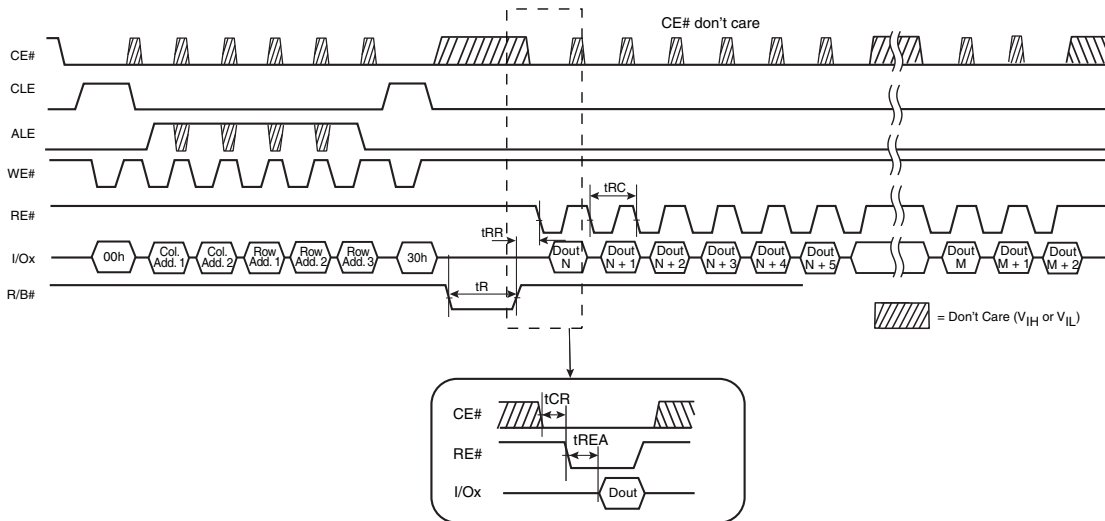 CE# don't care
CE#
CLE
ALE
WE#
RE#
tRC
tRR
I/Ox
00h
Col.
Add. 1
Col.
Add. 2
Row
Add. 1
Row
Add. 2
Row
Add. 3
30h
Dout
N
Dout
N + 1
Dout
N + 2
Dout
N + 3
Dout
N + 4
Dout
N + 5
Dout
M
Dout
M + 1
Dout
M + 2
R/B#
tR
= Don't Care (VIH or VIL)
CE#
tCR
RE#
tREA
I/Ox
Dout